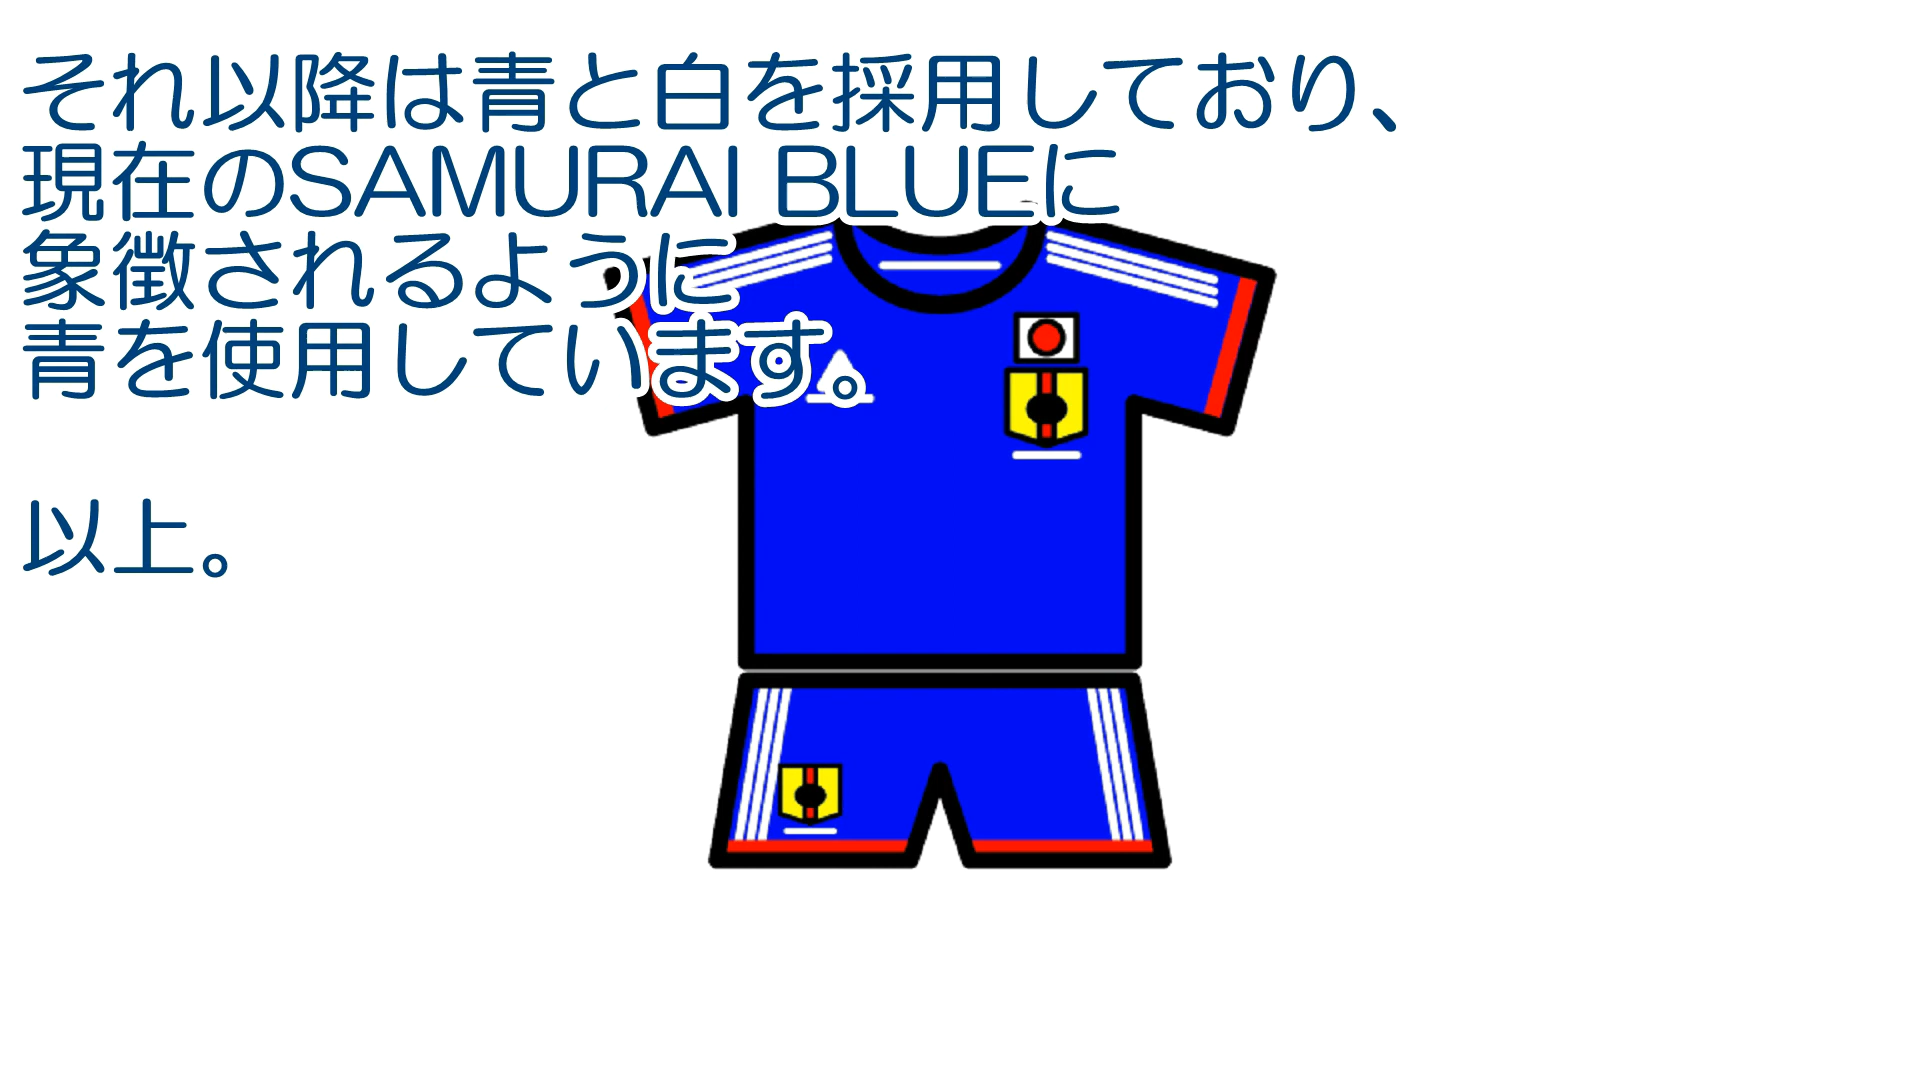 それ以降は青と白を採用しており、
現在のSAMURAI BLUEに
象徴されるように
青を使用しています。
以上。